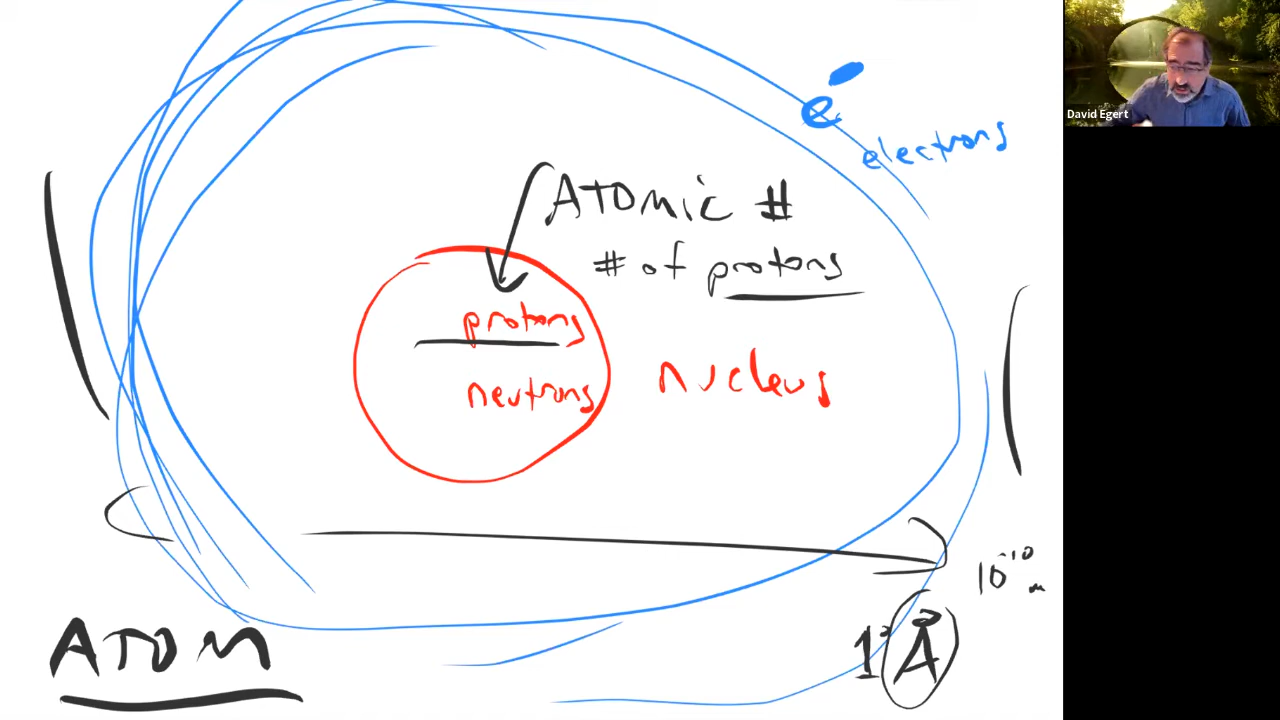 e-
David Egert
electrons
ATOMIC #
# of protons
protons
neutrons
nucleus
10^-10 m
ATOM
1 Å